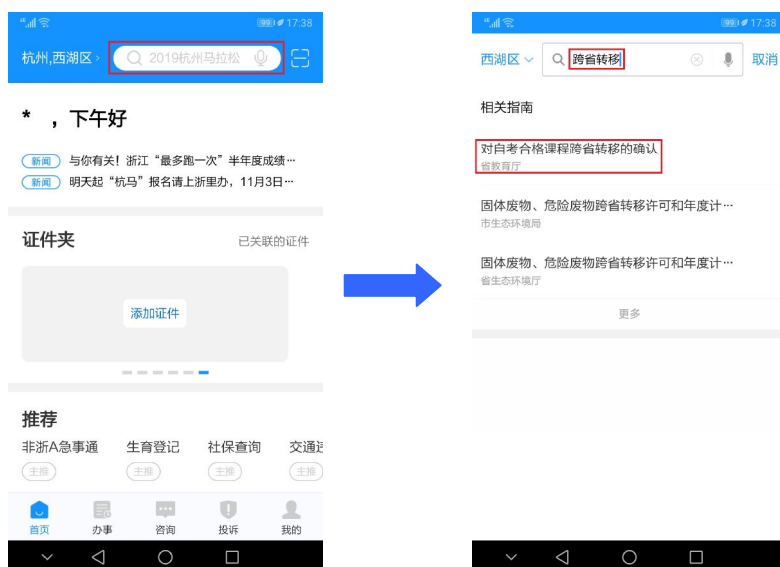 99 17:38
杭州,西湖区
2019杭州马拉松
* ，下午好
新闻 与你有关！浙江“最多跑一次”半年度成绩…
新闻 明天起“杭马”报名请上浙里办，11月3日…
证件夹 已关联的证件
添加证件
推荐
非浙A急事通 生育登记 社保查询 交通违
主推 主推 主推 主推
首页 办事 咨询 投诉 我的
99 17:38
西湖区 跨省转移 取消
相关指南
对自考合格课程跨省转移的确认
省教育厅
固体废物、危险废物跨省转移许可和年度计…
市生态环境局
固体废物、危险废物跨省转移许可和年度计…
省生态环境厅
更多